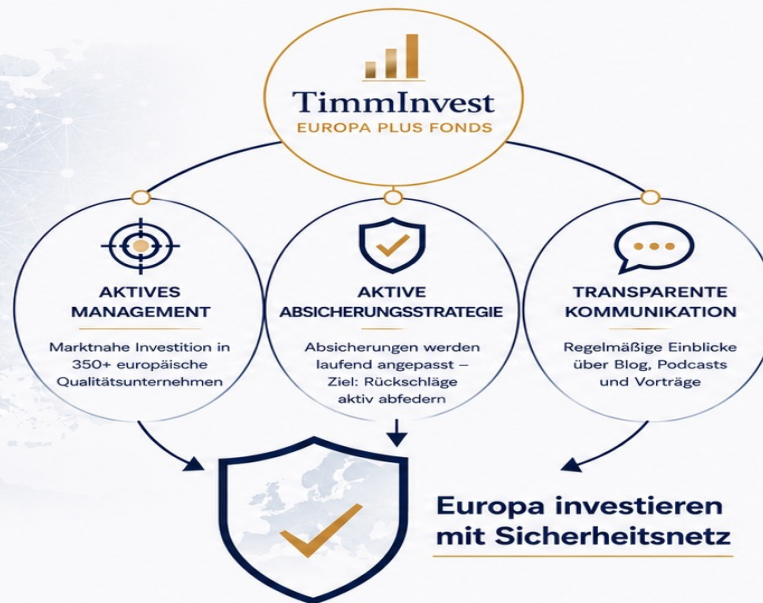 TimmInvest
EUROPA PLUS FONDS
AKTIVES
MANAGEMENT
Marktnahe Investition in
350+ europäische
Qualitätsunternehmen
AKTIVE
ABSICHERUNGSSTRATEGIE
Absicherungen werden
laufend angepasst –
Ziel: Rückschläge
aktiv abfedern
TRANSPARENTE
KOMMUNIKATION
Regelmäßige Einblicke
über Blog, Podcasts
und Vorträge
Europa investieren
mit Sicherheitsnetz